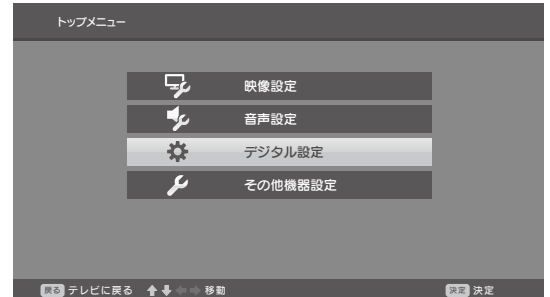 トップメニュー
映像設定
音声設定
デジタル設定
その他機器設定
戻る テレビに戻る 移動 決定 決定